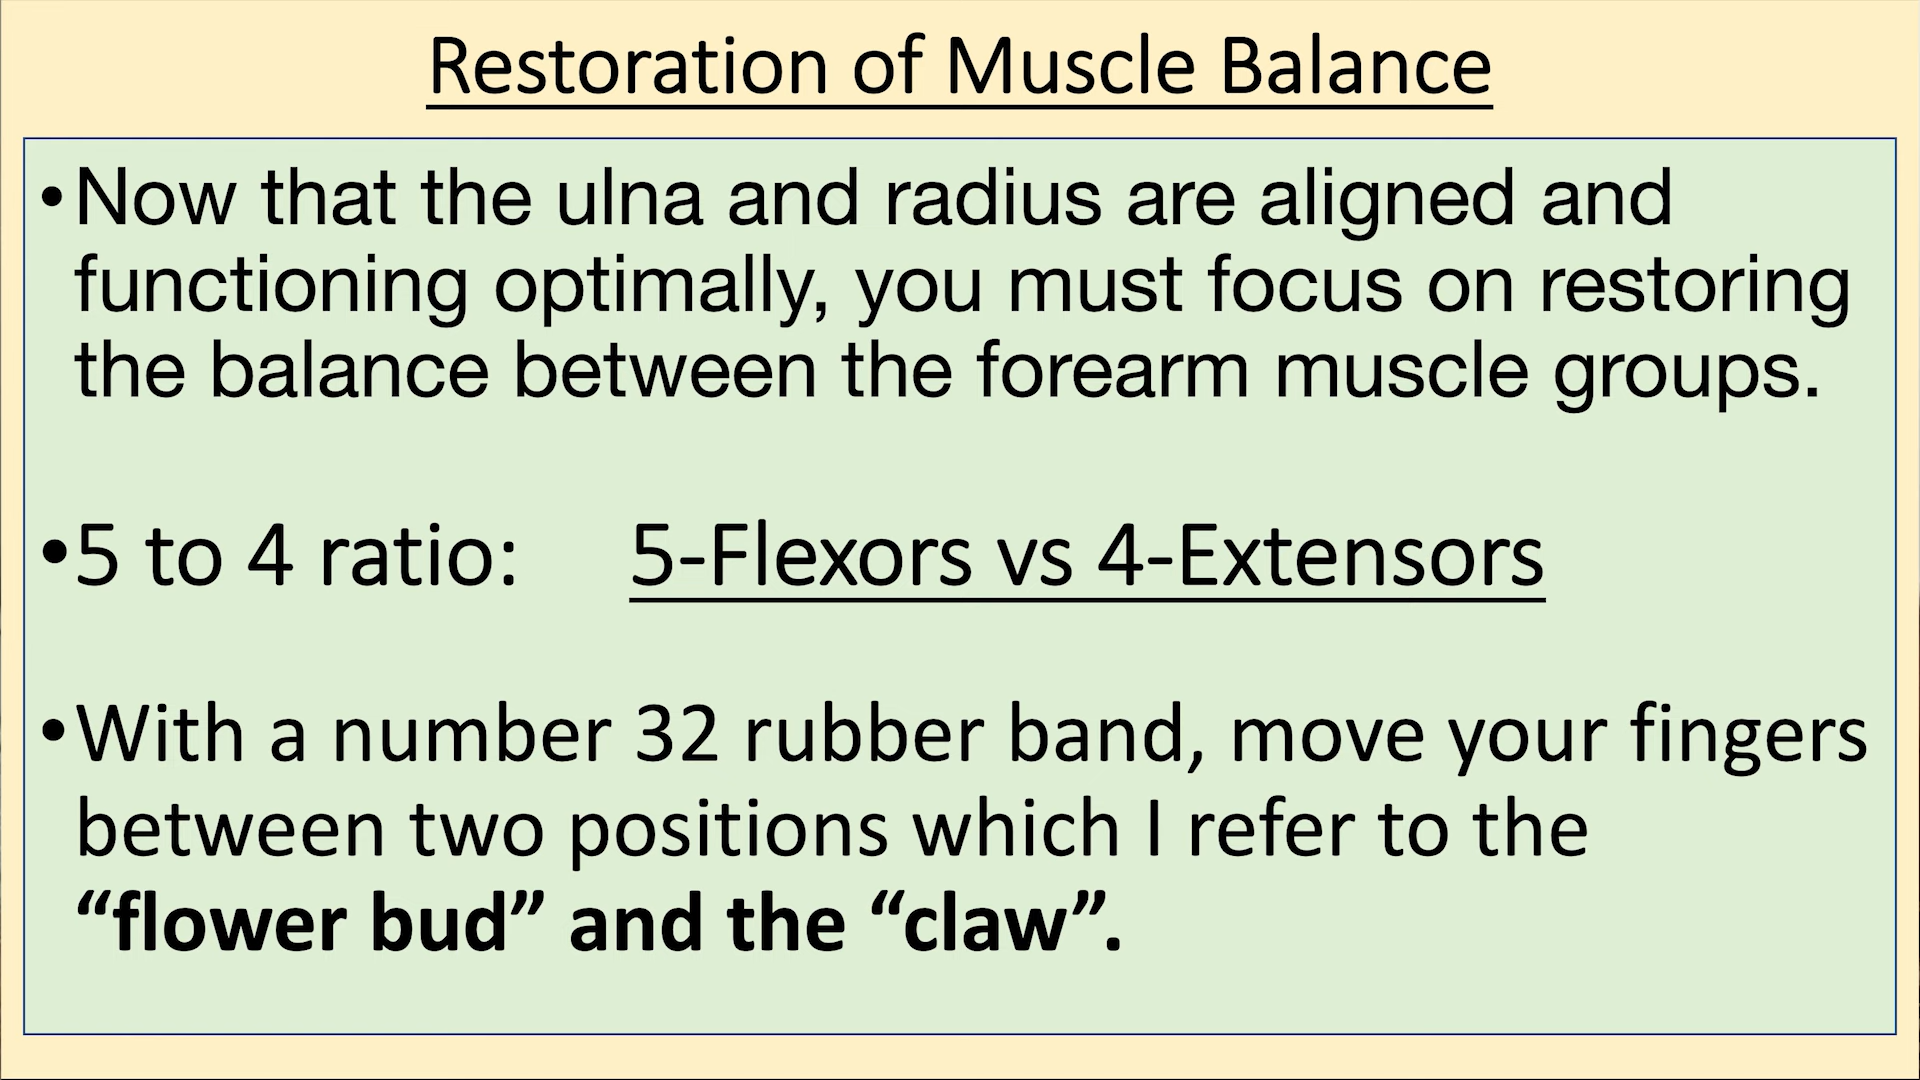 Restoration of Muscle Balance
•Now that the ulna and radius are aligned and
functioning optimally, you must focus on restoring
the balance between the forearm muscle groups.
•5 to 4 ratio: 5-Flexors vs 4-Extensors
•With a number 32 rubber band, move your fingers
between two positions which I refer to the
“flower bud” and the “claw”.